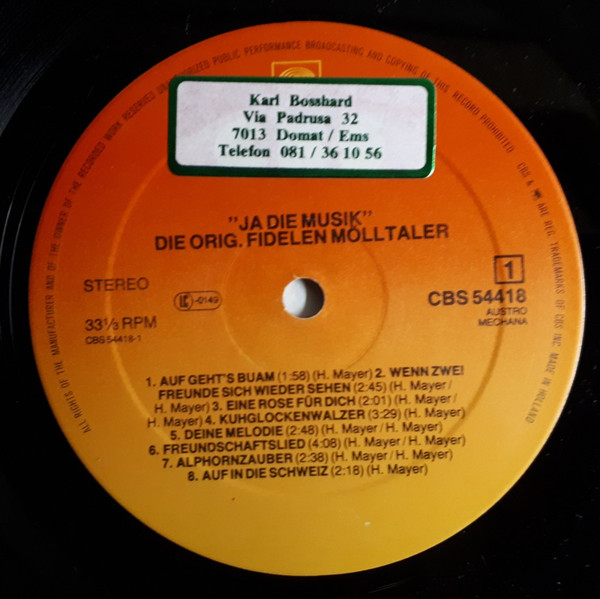 ALL RIGHTS OF THE MANUFACTURER AND OF THE OWNER OF THE RECORDED WORK RESERVED UNAUTHORIZED PUBLIC PERFORMANCE BROADCASTING AND COPYING OF THIS RECORD PROHIBITED
CBS & ARE REG. TRADEMARKS OF CBS INC. MADE IN HOLLAND
Karl Bosshard
Via Padrusa 32
7013 Domat / Ems
Telefon 081 / 36 10 56
"JA DIE MUSIK"
DIE ORIG. FIDELEN MÖLLTALER
STEREO
LC -0149
33⅓ RPM
CBS 54418-1
1
CBS 54418
AUSTRO
MECHANA
1. AUF GEHT'S BUAM (1:58) (H. Mayer) 2. WENN ZWEI
FREUNDE SICH WIEDER SEHEN (2:45) (H. Mayer /
H. Mayer) 3. EINE ROSE FÜR DICH (2:01) (H. Mayer /
H. Mayer) 4. KUHGLOCKENWALZER (3:29) (H. Mayer)
5. DEINE MELODIE (2:48) (H. Mayer / H. Mayer)
6. FREUNDSCHAFTSLIED (4:08) (H. Mayer / H. Mayer)
7. ALPHORNZAUBER (2:38) (H. Mayer / H. Mayer)
8. AUF IN DIE SCHWEIZ (2:18) (H. Mayer)